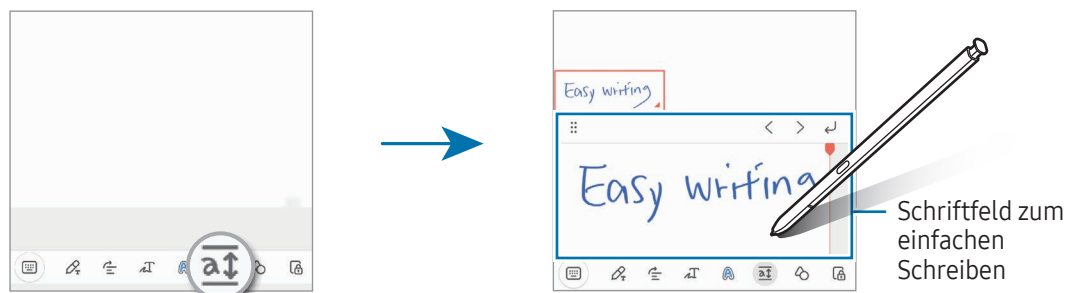 Easy writing
Easy writing
Schriftfeld zum
einfachen
Schreiben